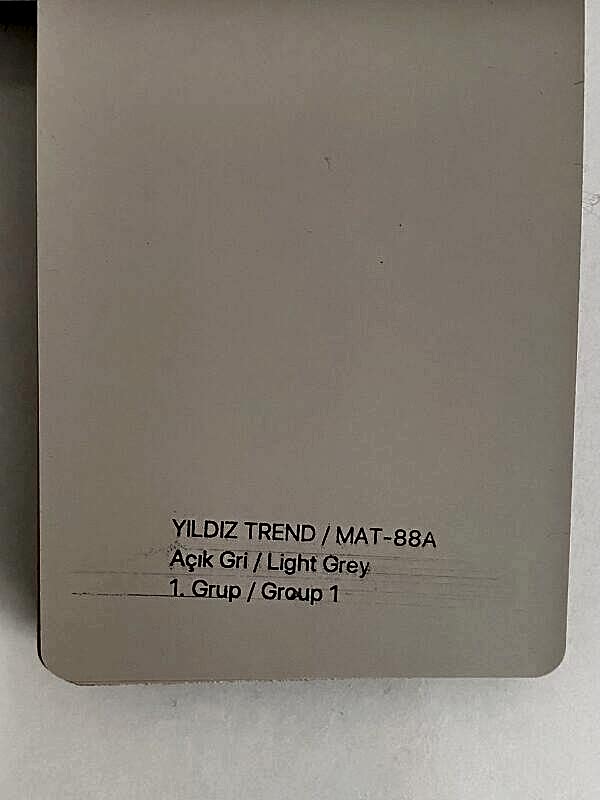 YILDIZ TREND / MAT-88A
Açık Gri / Light Grey
1. Grup / Group 1